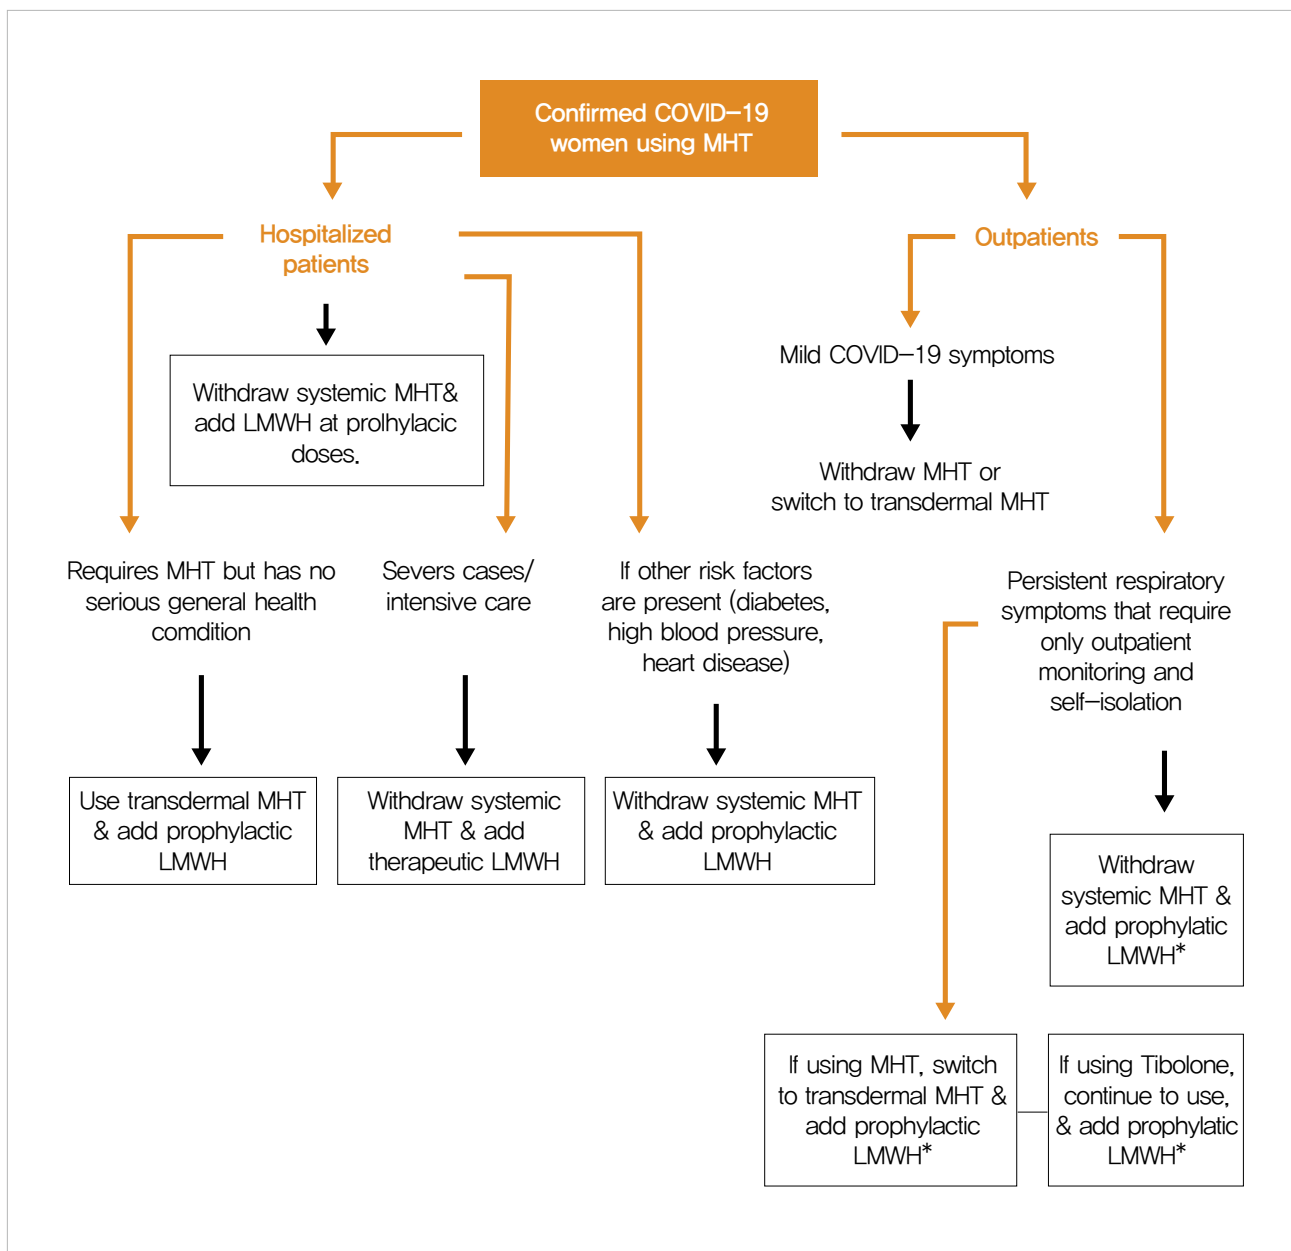 Confirmed COVID-19
women using MHT
Hospitalized
patients
Withdraw systemic MHT&
add LMWH at prolhylacic
doses.
Requires MHT but has no
serious general health
comdition
Use transdermal MHT
& add prophylactic
LMWH
Severs cases/
intensive care
Withdraw systemic
MHT & add
therapeutic LMWH
If other risk factors
are present (diabetes,
high blood pressure,
heart disease)
Withdraw systemic MHT
& add prophylactic
LMWH
Outpatients
Mild COVID-19 symptoms
Withdraw MHT or
switch to transdermal MHT
Persistent respiratory
symptoms that require
only outpatient
monitoring and
self-isolation
Withdraw
systemic MHT &
add prophylatic
LMWH*
If using MHT, switch
to transdermal MHT &
add prophylactic
LMWH*
If using Tibolone,
continue to use,
& add prophylatic
LMWH*